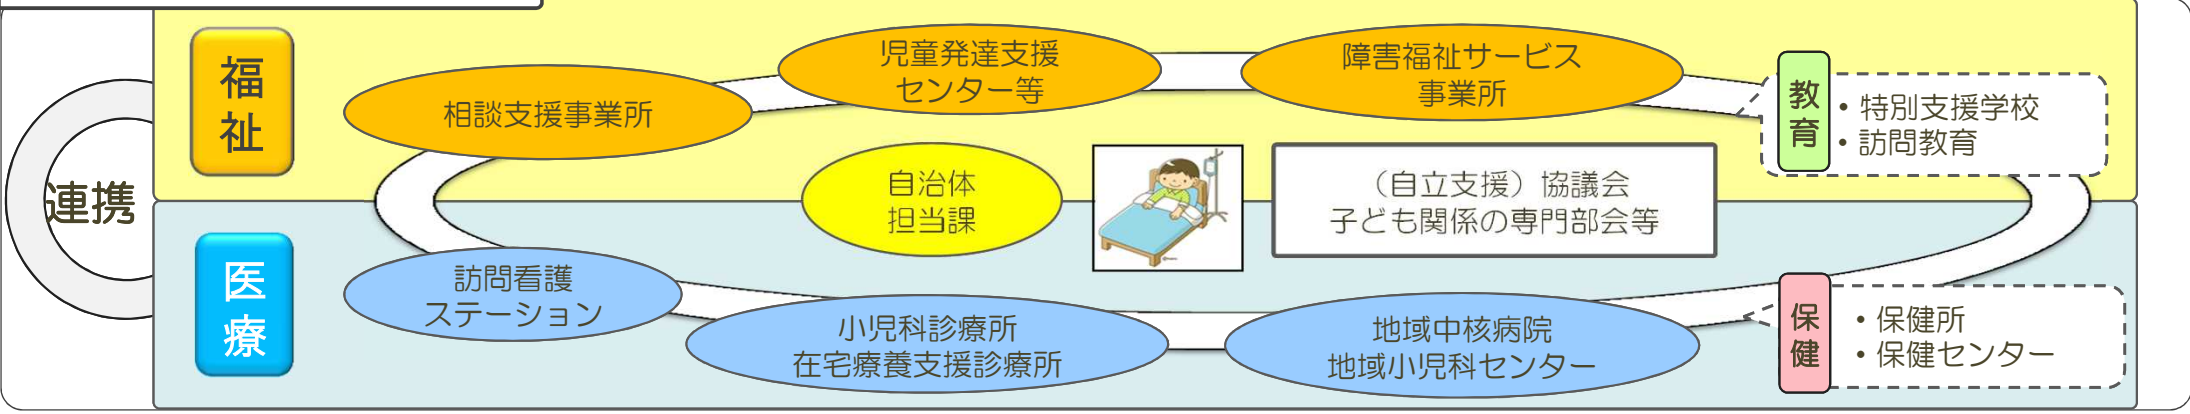 連携
福
祉
相談支援事業所
児童発達支援
センター等
障害福祉サービス
事業所
教
育
・特別支援学校
・訪問教育
自治体
担当課
（自立支援）協議会
子ども関係の専門部会等
医
療
訪問看護
ステーション
小児科診療所
在宅療養支援診療所
地域中核病院
地域小児科センター
保
健
・保健所
・保健センター